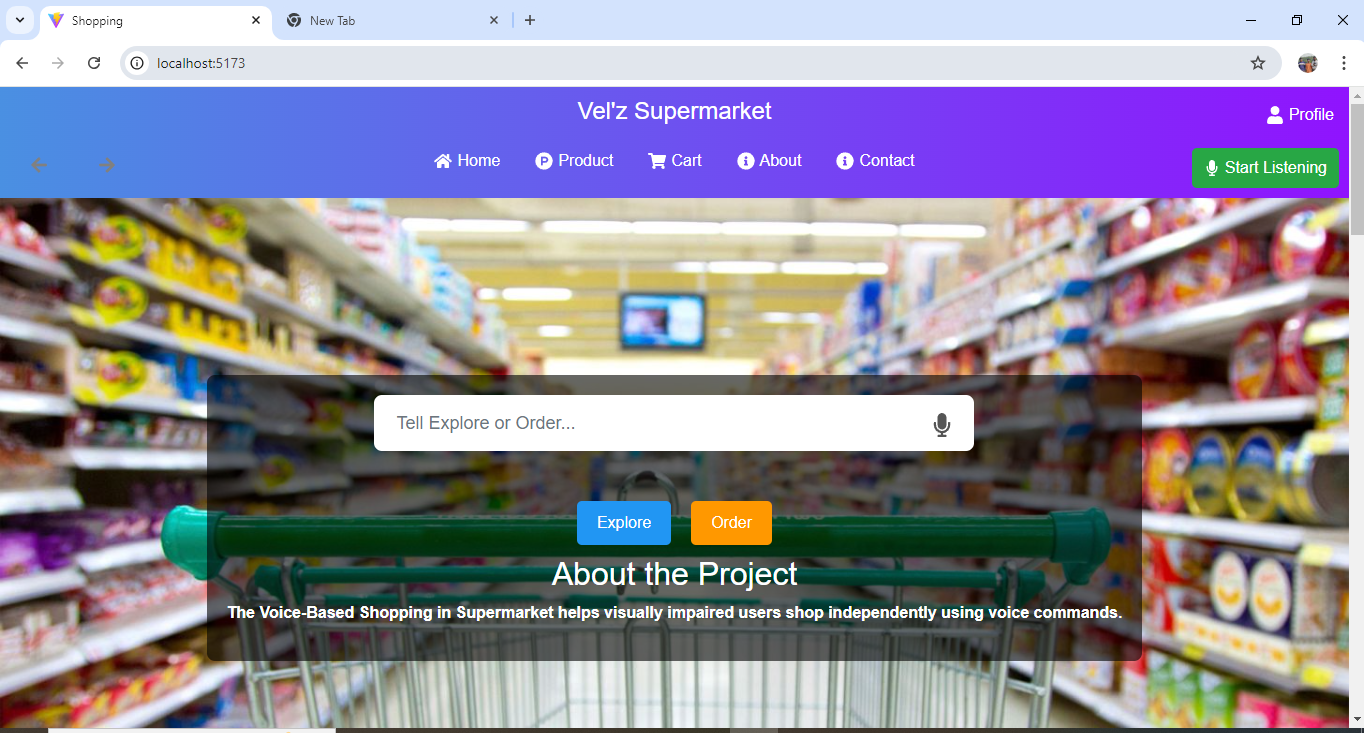 Shopping
New Tab
localhost:5173
Vel'z Supermarket
Profile
Home
Product
Cart
About
Contact
Start Listening
Tell Explore or Order...
Explore
Order
About the Project
The Voice-Based Shopping in Supermarket helps visually impaired users shop independently using voice commands.